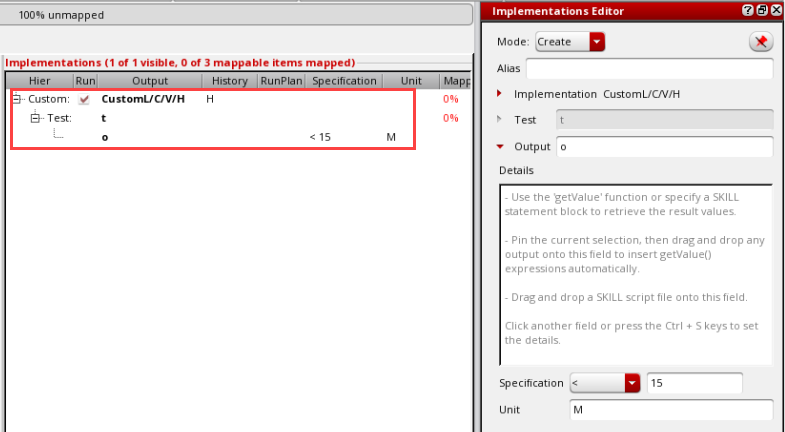 100% unmapped
Implementations (1 of 1 visible, 0 of 3 mappable items mapped)
Hier Run Output History RunPlan Specification Unit Mapp
Custom: CustomL/C/V/H H 0%
Test: t 0%
o < 15 M
Implementations Editor
Mode: Create
Alias
Implementation CustomL/C/V/H
Test t
Output o
Details
- Use the 'getValue' function or specify a SKILL
statement block to retrieve the result values.
- Pin the current selection, then drag and drop any
output onto this field to insert getValue()
expressions automatically.
- Drag and drop a SKILL script file onto this field.
Click another field or press the Ctrl + S keys to set
the details.
Specification < 15
Unit M